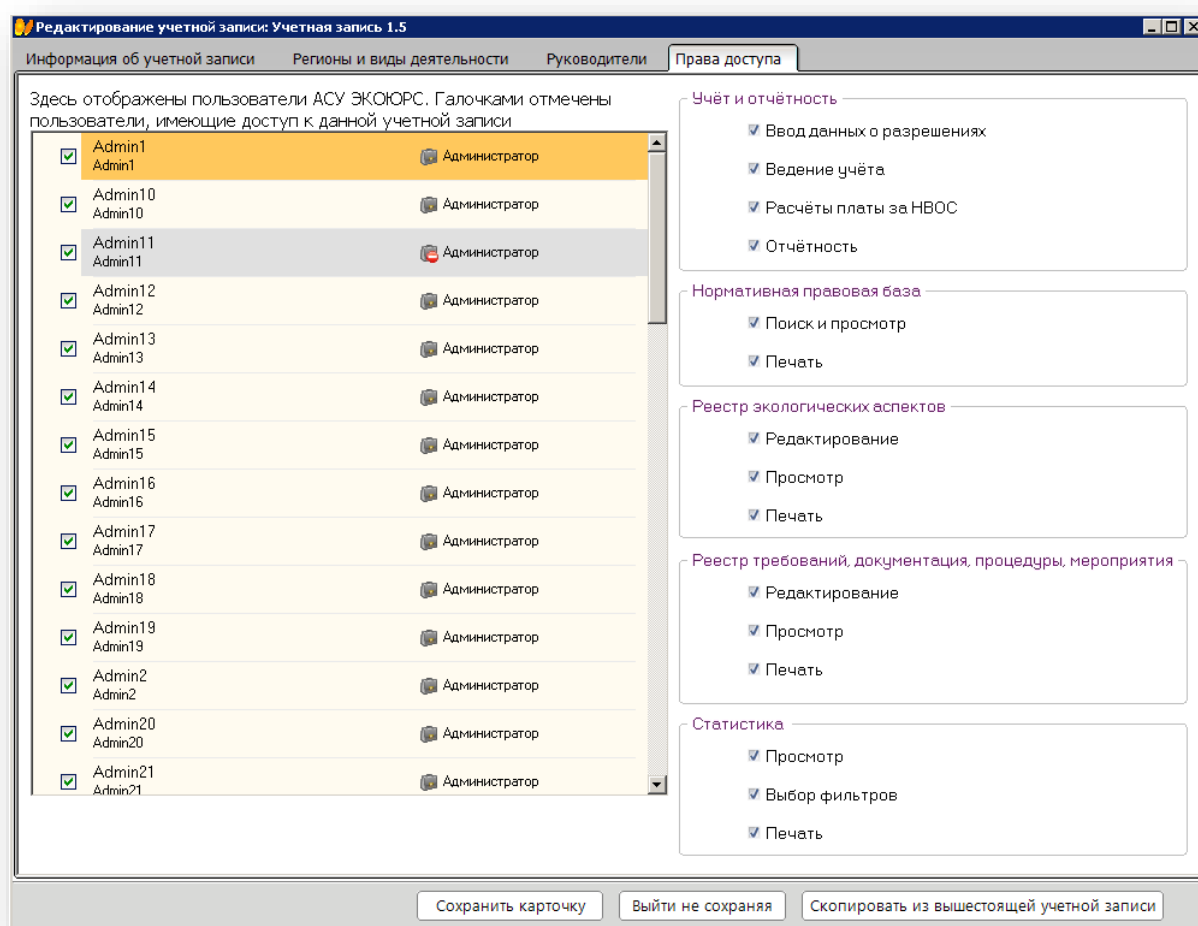 Редактирование учетной записи: Учетная запись 1.5
Информация об учетной записи
Регионы и виды деятельности
Руководители
Права доступа
Здесь отображены пользователи АСУ ЭКОЮРС. Галочками отмечены
пользователи, имеющие доступ к данной учетной записи
Admin1
Admin1
Администратор
Admin10
Admin10
Администратор
Admin11
Admin11
Администратор
Admin12
Admin12
Администратор
Admin13
Admin13
Администратор
Admin14
Admin14
Администратор
Admin15
Admin15
Администратор
Admin16
Admin16
Администратор
Admin17
Admin17
Администратор
Admin18
Admin18
Администратор
Admin19
Admin19
Администратор
Admin2
Admin2
Администратор
Admin20
Admin20
Администратор
Admin21
Admin21
Администратор
Учёт и отчётность
Ввод данных о разрешениях
Ведение учёта
Расчёты платы за НВОС
Отчётность
Нормативная правовая база
Поиск и просмотр
Печать
Реестр экологических аспектов
Редактирование
Просмотр
Печать
Реестр требований, документация, процедуры, мероприятия
Редактирование
Просмотр
Печать
Статистика
Просмотр
Выбор фильтров
Печать
Сохранить карточку
Выйти не сохраняя
Скопировать из вышестоящей учетной записи